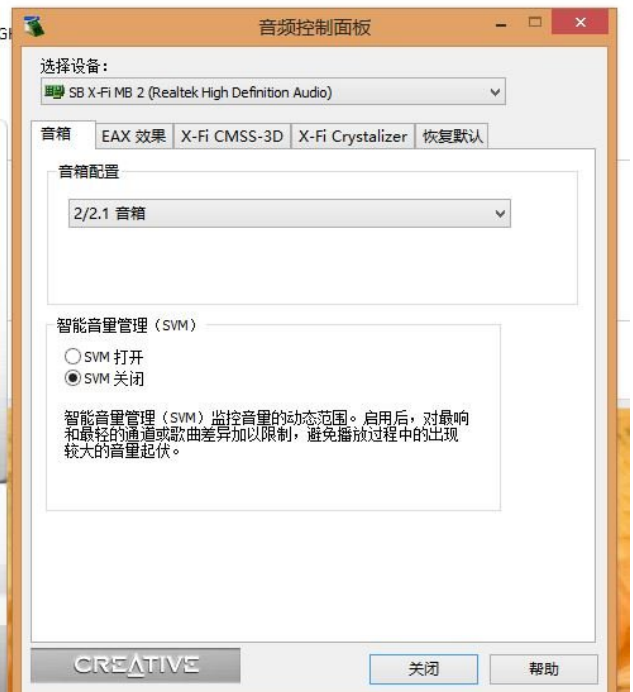 音频控制面板
选择设备:
SB X-Fi MB 2 (Realtek High Definition Audio)
音箱 EAX 效果 X-Fi CMSS-3D X-Fi Crystalizer 恢复默认
音箱配置
2/2.1 音箱
智能音量管理（SVM）
SVM 打开
SVM 关闭
智能音量管理（SVM）监控音量的动态范围。启用后，对最响
和最轻的通道或歌曲差异加以限制，避免播放过程中的出现
较大的音量起伏。
CREATIVE
关闭 帮助